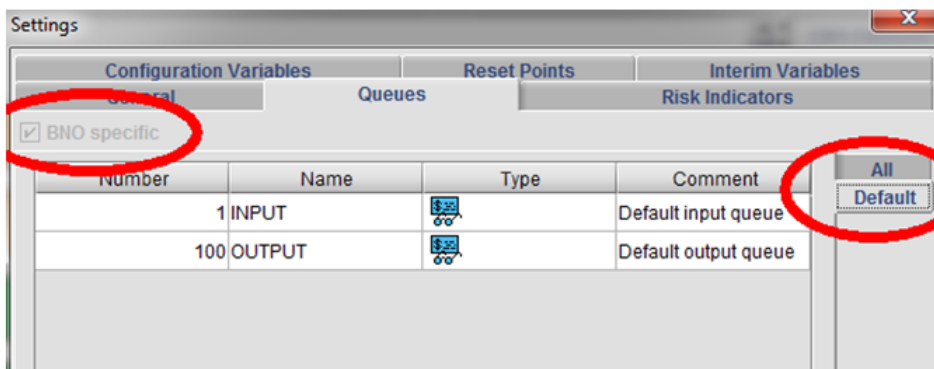 Settings
Configuration Variables Reset Points Interim Variables
General Queues Risk Indicators
BNO specific
All
Default
Number Name Type Comment
1 INPUT Default input queue
100 OUTPUT Default output queue